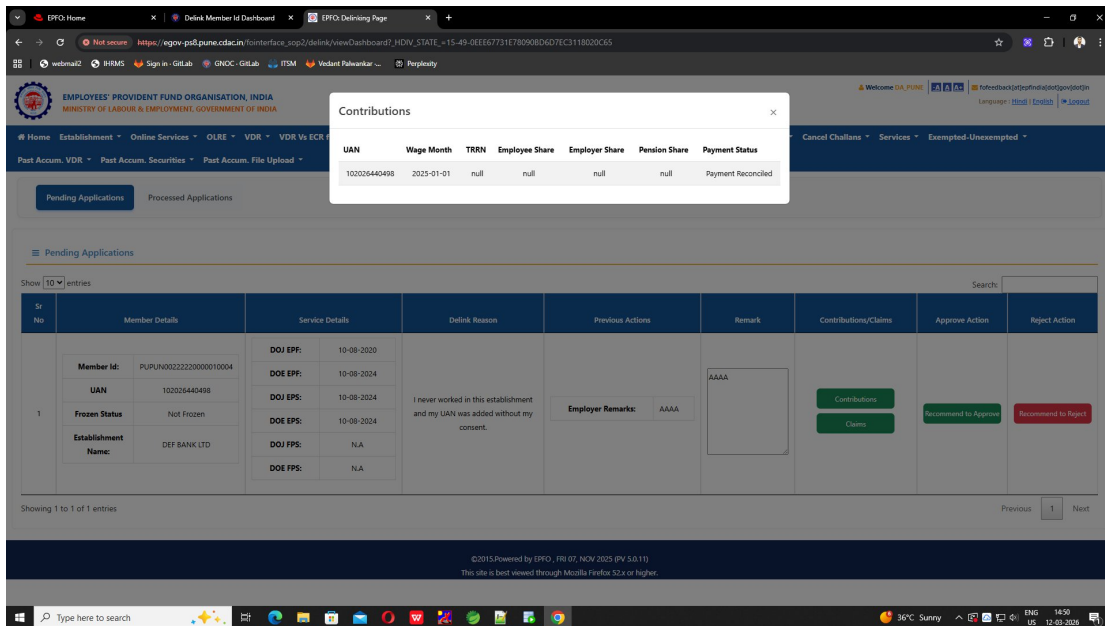 EPFO: Home
Delink Member Id Dashboard
EPFO: Delinking Page
Not secure https://egov-ps8.pune.cdac.in/fointerface_sop2/delink/viewDashboard?_HDIV_STATE_=15-49-0EEE67731E78090BD6D7EC3118020C65
webmail2 IHRMS Sign in · GitLab GNOC - GitLab ITSM Vedant Palwankar -... Perplexity
EMPLOYEES' PROVIDENT FUND ORGANISATION, INDIA
MINISTRY OF LABOUR & EMPLOYMENT, GOVERNMENT OF INDIA
Welcome DA_PUNE -A A A+ fofeedback[at]epfindia[dot]gov[dot]in
Language : Hindi | English Logout
Home Establishment Online Services OLRE VDR VDR Vs ECR Cancel Challans Services Exempted-Unexempted
Past Accum. VDR Past Accum. Securities Past Accum. File Upload
Contributions ×
UAN Wage Month TRRN Employee Share Employer Share Pension Share Payment Status
102026440498 2025-01-01 null null null null Payment Reconciled
Pending Applications Processed Applications
Pending Applications
Show 10 entries Search:
Sr No Member Details Service Details Delink Reason Previous Actions Remark Contributions/Claims Approve Action Reject Action
1
Member Id: PUPUN00222220000010004
UAN 102026440498
Frozen Status Not Frozen
Establishment Name: DEF BANK LTD
DOJ EPF: 10-08-2020
DOE EPF: 10-08-2024
DOJ EPS: 10-08-2024
DOE EPS: 10-08-2024
DOJ FPS: N.A
DOE FPS: N.A
I never worked in this establishment
and my UAN was added without my
consent.
Employer Remarks: AAAA
AAAA
Contributions
Claims
Recommend to Approve
Recommend to Reject
Showing 1 to 1 of 1 entries Previous 1 Next
©2015.Powered by EPFO , FRI 07, NOV 2025 (PV 5.0.11)
This site is best viewed through Mozilla Firefox 52.x or higher.
Type here to search
36°C Sunny ENG US 14:50 12-03-2026